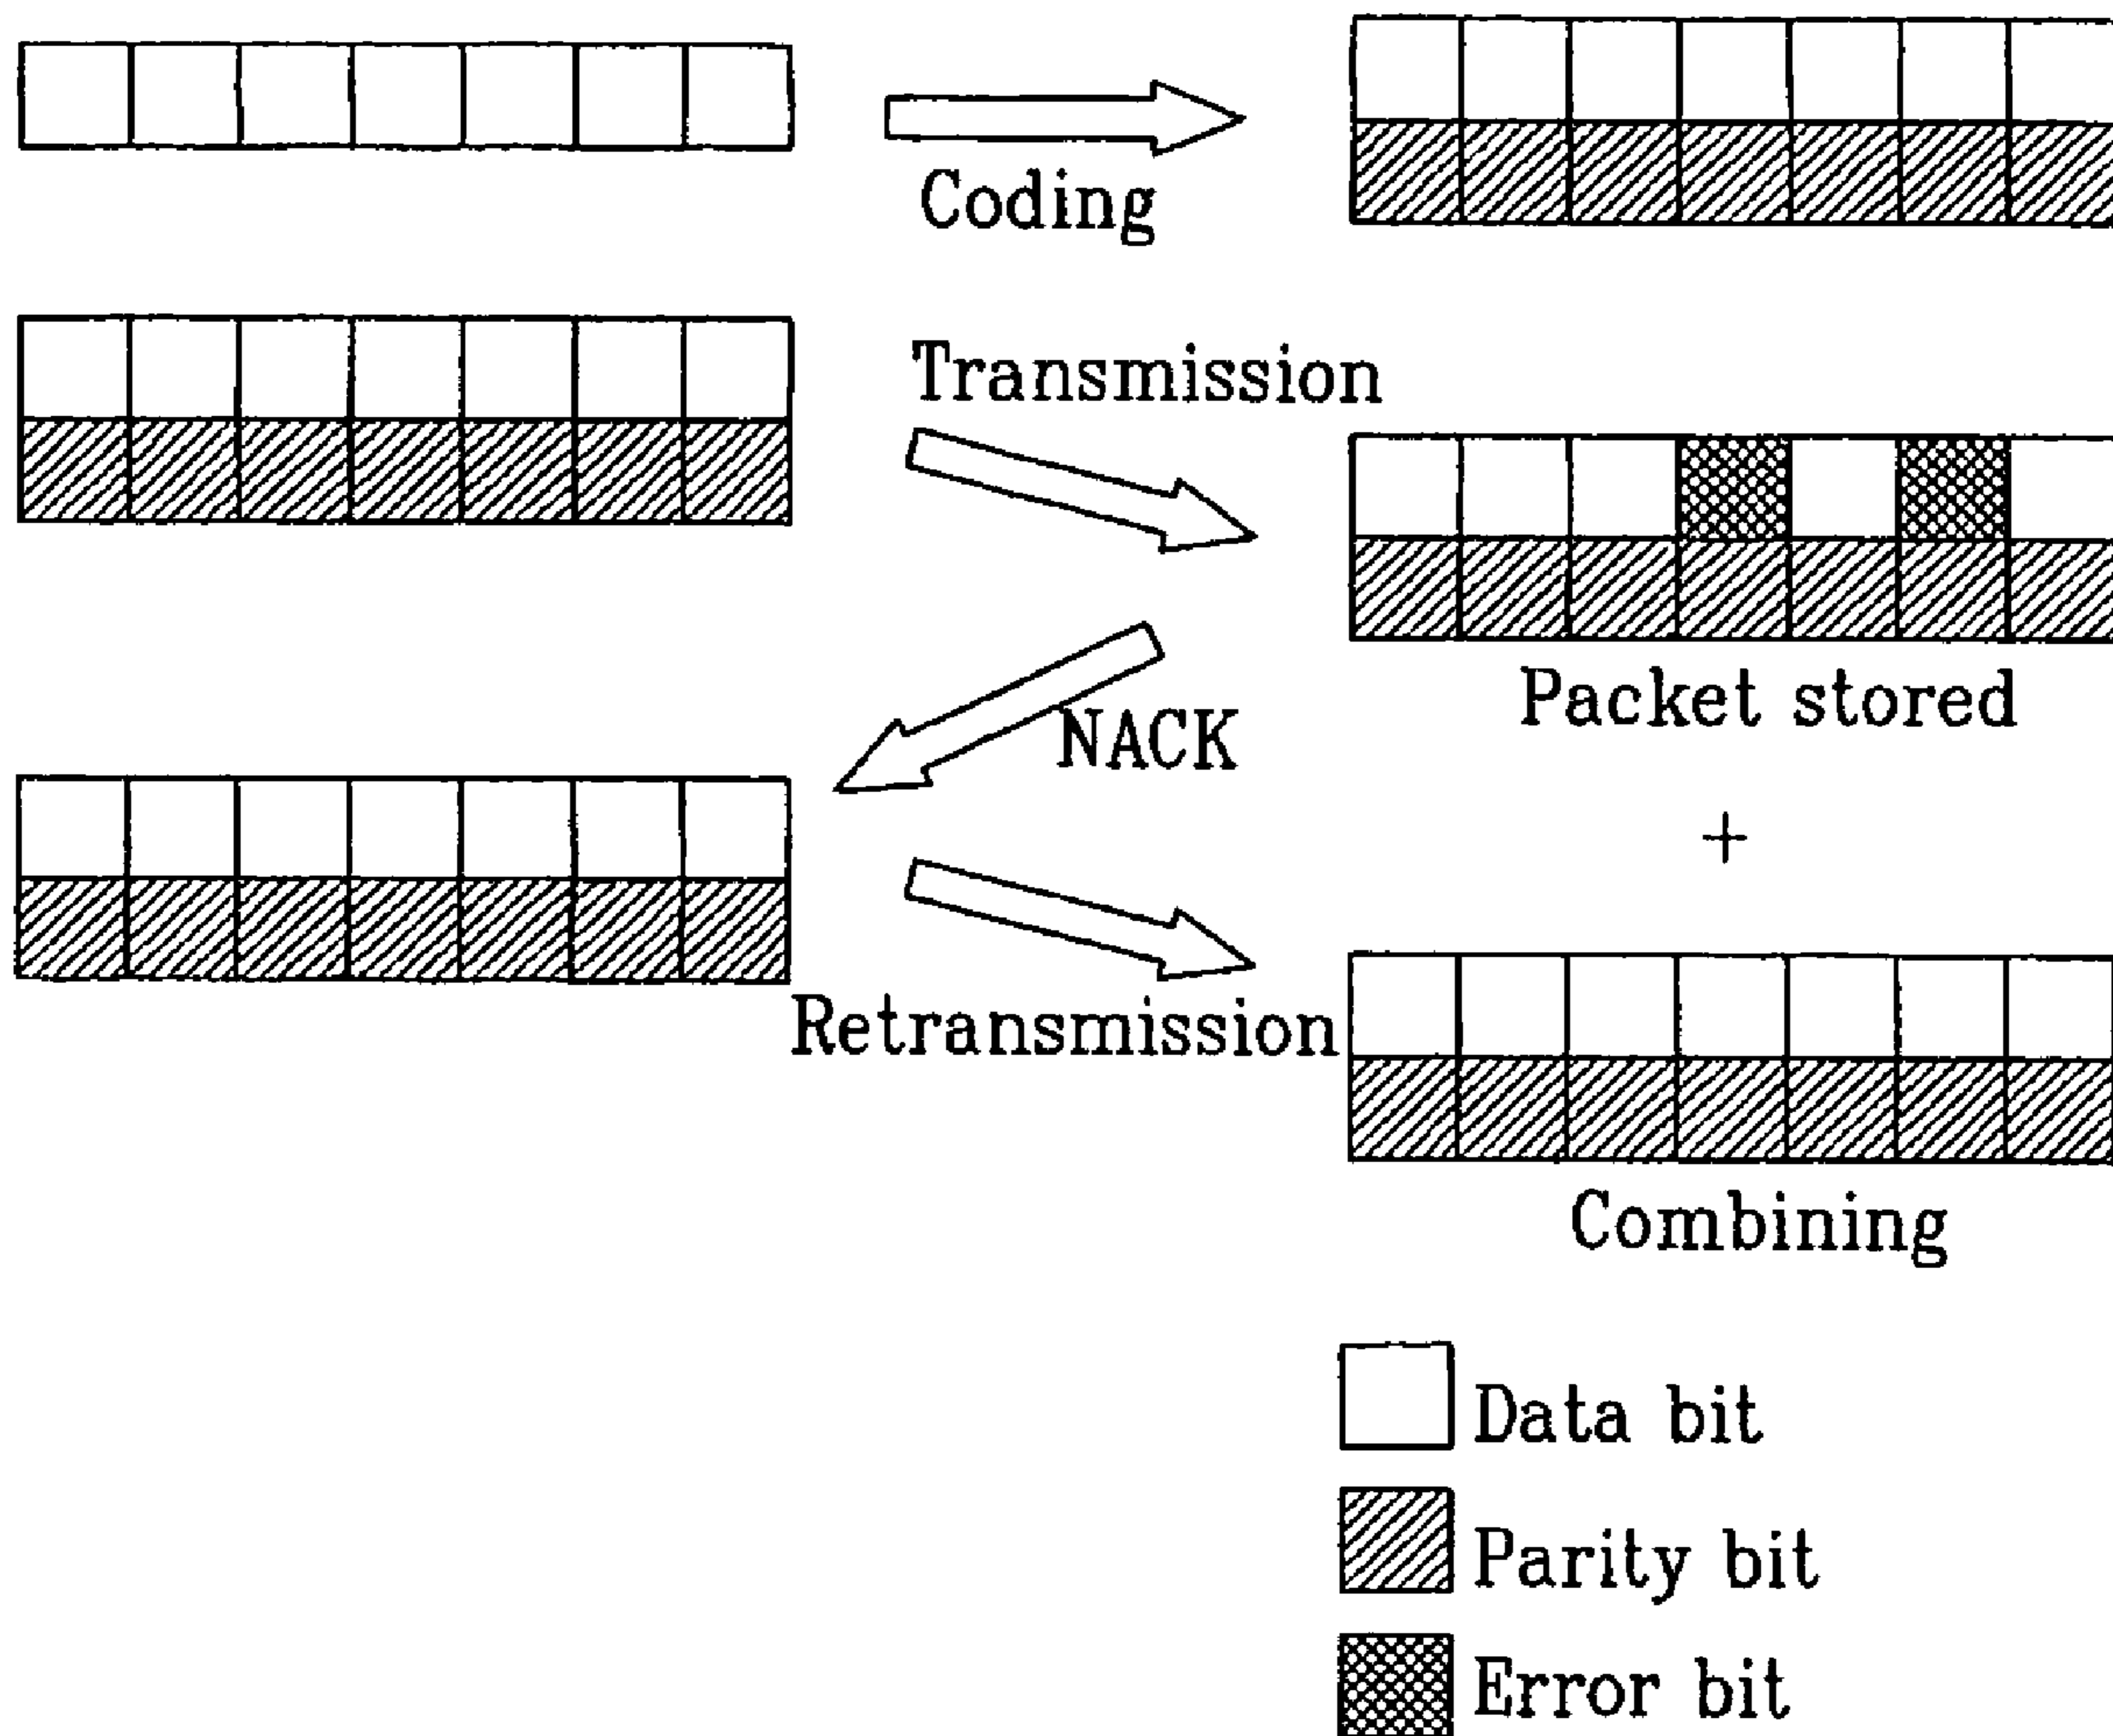 Coding
Transmission
Packet stored
NACK
+
Retransmission
Combining
Data bit
Parity bit
Error bit